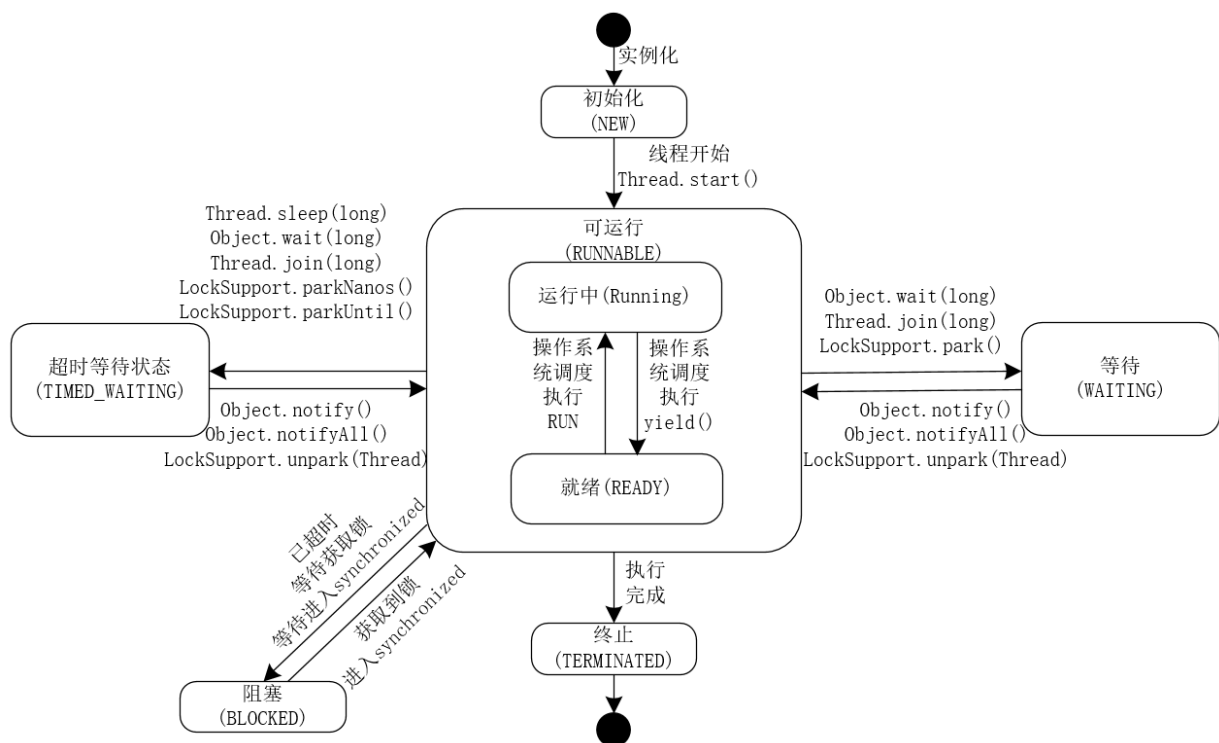 实例化
初始化
(NEW)
线程开始
Thread.start()
Thread.sleep(long)
Object.wait(long)
Thread.join(long)
LockSupport.parkNanos()
LockSupport.parkUntil()
超时等待状态
(TIMED_WAITING)
Object.notify()
Object.notifyAll()
LockSupport.unpark(Thread)
可运行
(RUNNABLE)
运行中(Running)
操作系
统调度
执行
RUN
操作系
统调度
执行
yield()
就绪(READY)
Object.wait(long)
Thread.join(long)
LockSupport.park()
等待
(WAITING)
Object.notify()
Object.notifyAll()
LockSupport.unpark(Thread)
已超时
等待获取锁
等待进入synchronized
获取到锁
进入synchronized
阻塞
(BLOCKED)
执行
完成
终止
(TERMINATED)